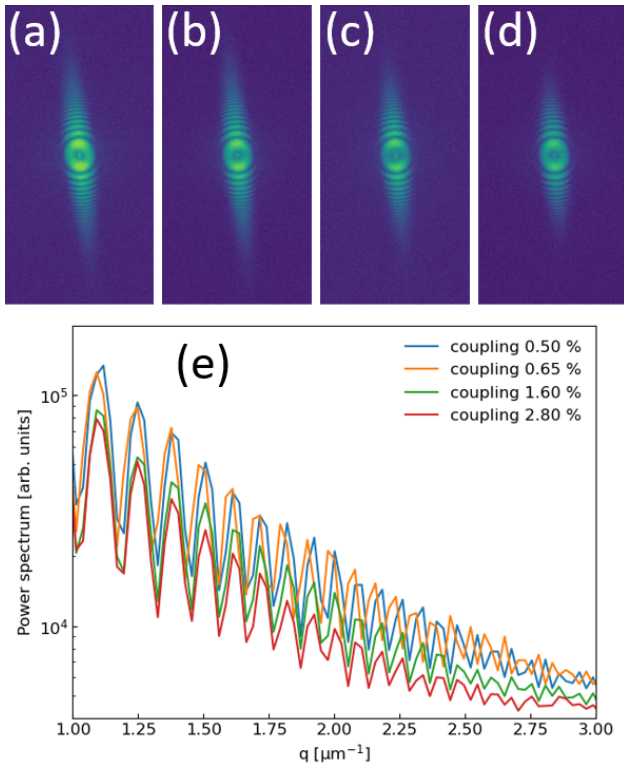 (a) (b) (c) (d)
(e)
coupling 0.50 %
coupling 0.65 %
coupling 1.60 %
coupling 2.80 %
Power spectrum [arb. units]
10⁵
10⁴
1.00 1.25 1.50 1.75 2.00 2.25 2.50 2.75 3.00
q [μm⁻¹]